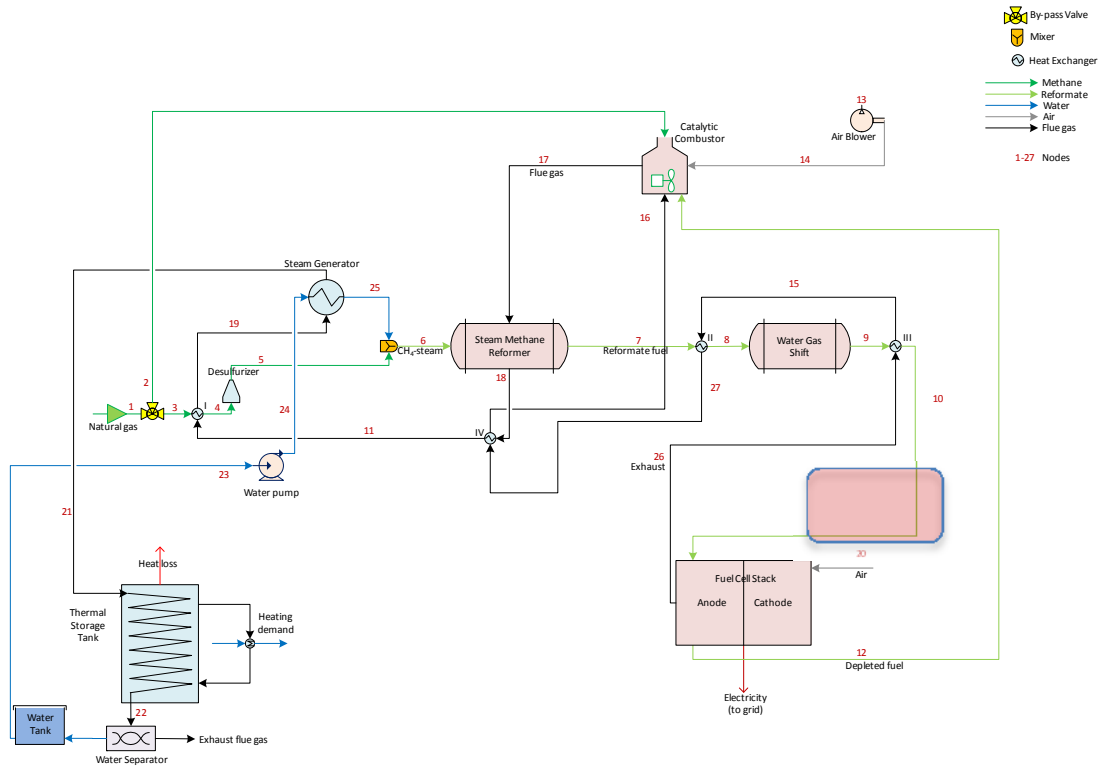 By-pass Valve
Mixer
Heat Exchanger
Methane
Reformate
Water
Air
Flue gas
1-27 Nodes
13
Air Blower
Catalytic
Combustor
14
17
Flue gas
16
Steam Generator
25
15
19
CH₄-steam
6
Steam Methane
Reformer
7
Reformate fuel
II
8
Water Gas
Shift
9
III
5
Desulfurizer
18
27
10
2
1
3
I
4
24
Natural gas
11
IV
26
Exhaust
23
Water pump
21
Heat loss
20
Air
Fuel Cell Stack
Anode
Cathode
Thermal
Storage
Tank
Heating
demand
12
Depleted fuel
Electricity
(to grid)
22
Water
Tank
Exhaust flue gas
Water Separator